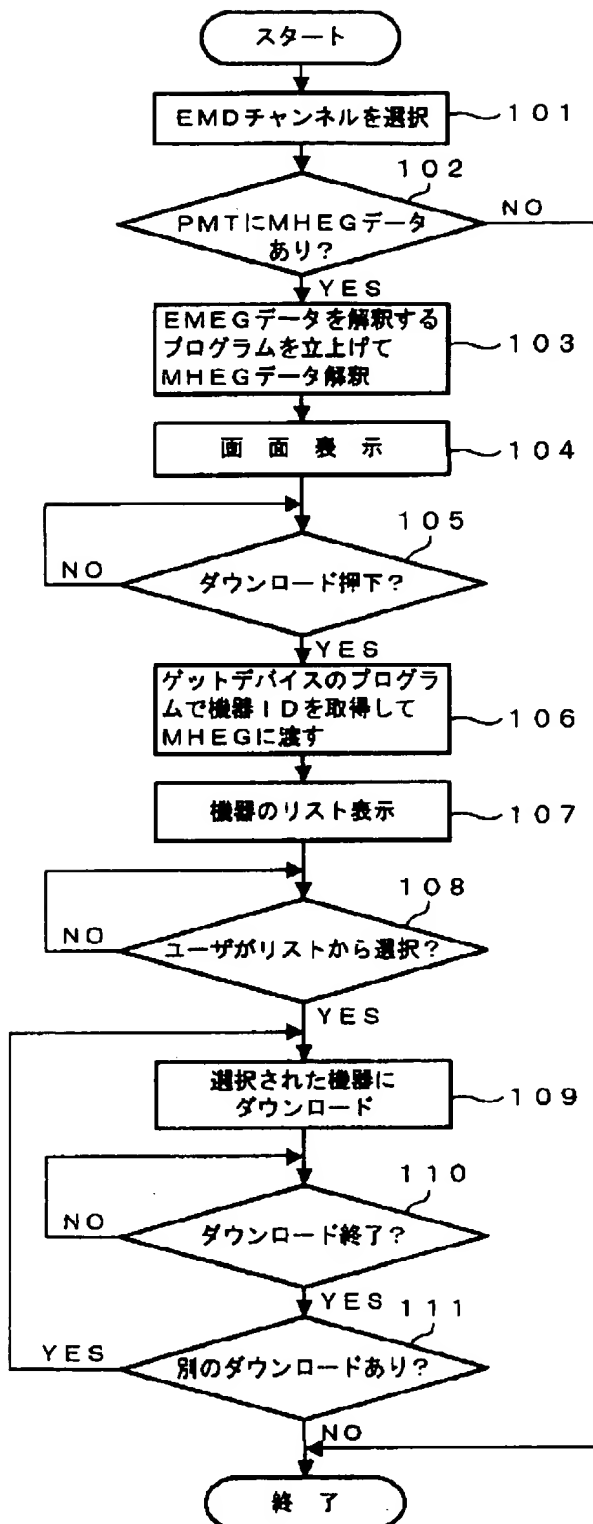 スタート
EMDチャンネルを選択
101
102
PMTにMHEGデータ
あり?
NO
YES
EMEGデータを解釈する
プログラムを立上げて
MHEGデータ解釈
103
画面表示
104
105
NO
ダウンロード押下?
YES
ゲットデバイスのプログラ
ムで機器IDを取得して
MHEGに渡す
106
機器のリスト表示
107
108
NO
ユーザがリストから選択?
YES
選択された機器に
ダウンロード
109
110
NO
ダウンロード終了?
YES
111
YES
別のダウンロードあり?
NO
終了